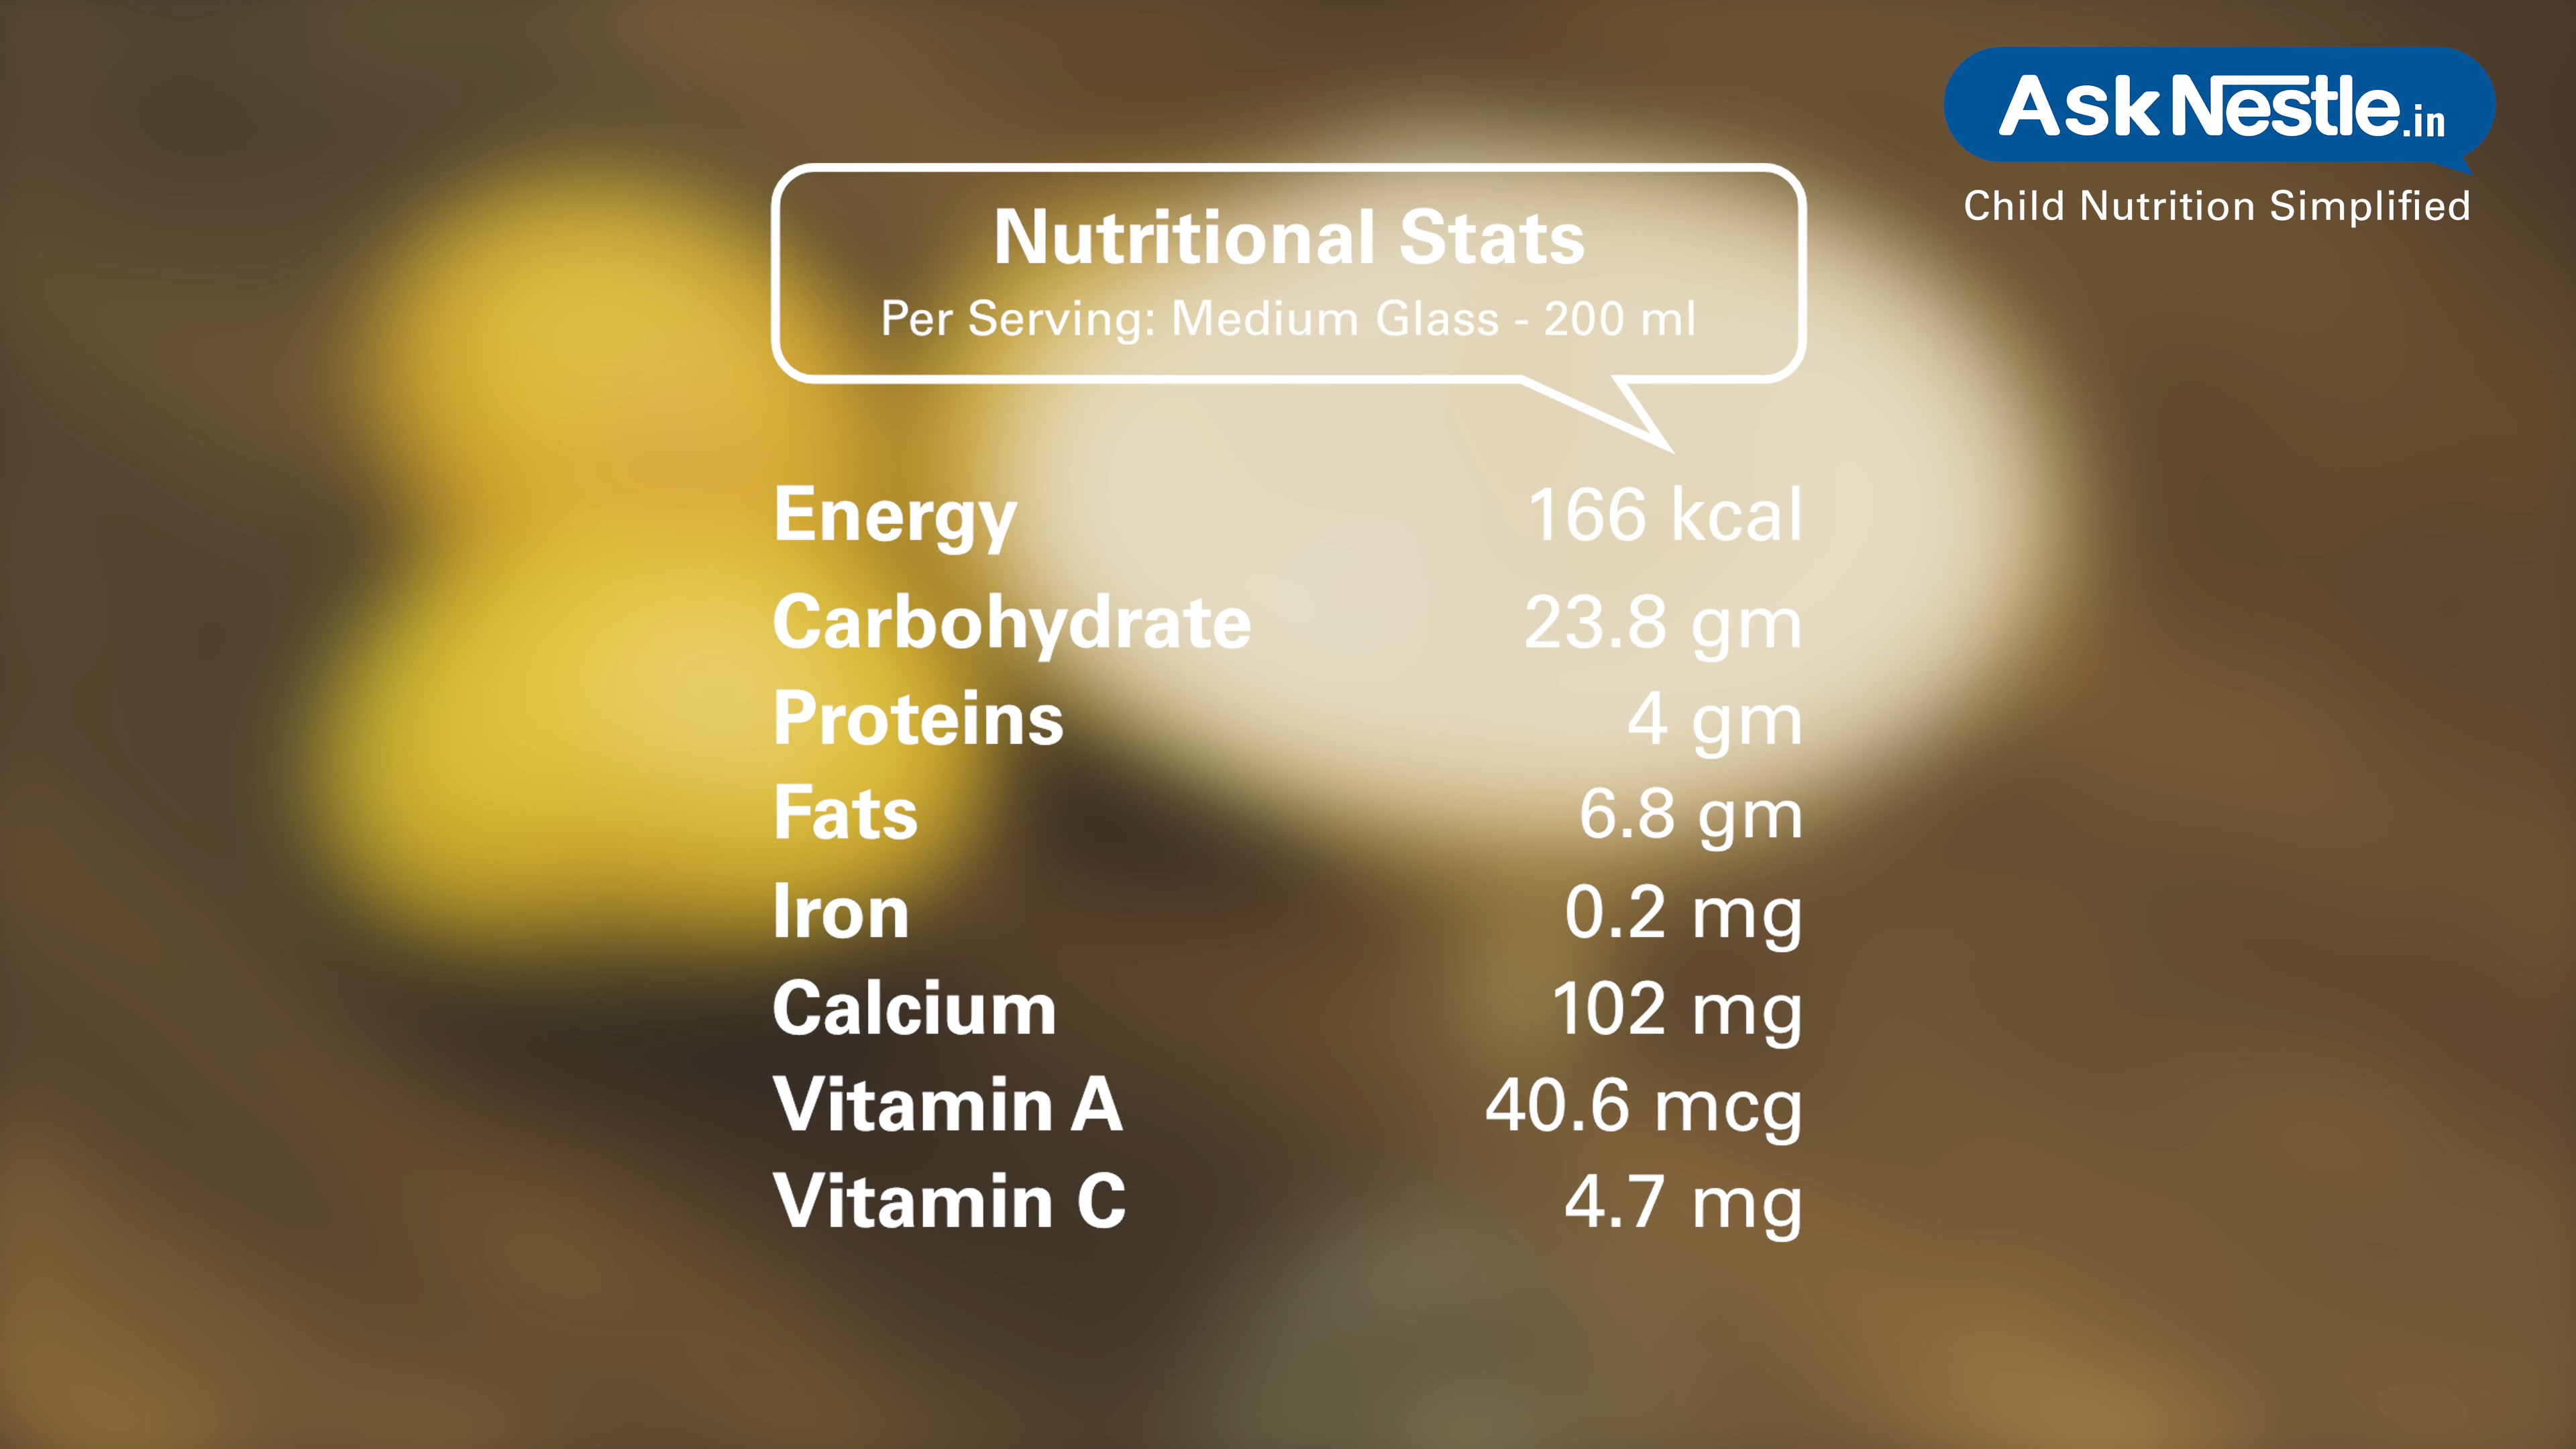 AskNestle.in
Child Nutrition Simplified
Nutritional Stats
Per Serving: Medium Glass - 200 ml
Energy 166 kcal
Carbohydrate 23.8 gm
Proteins 4 gm
Fats 6.8 gm
Iron 0.2 mg
Calcium 102 mg
Vitamin A 40.6 mcg
Vitamin C 4.7 mg